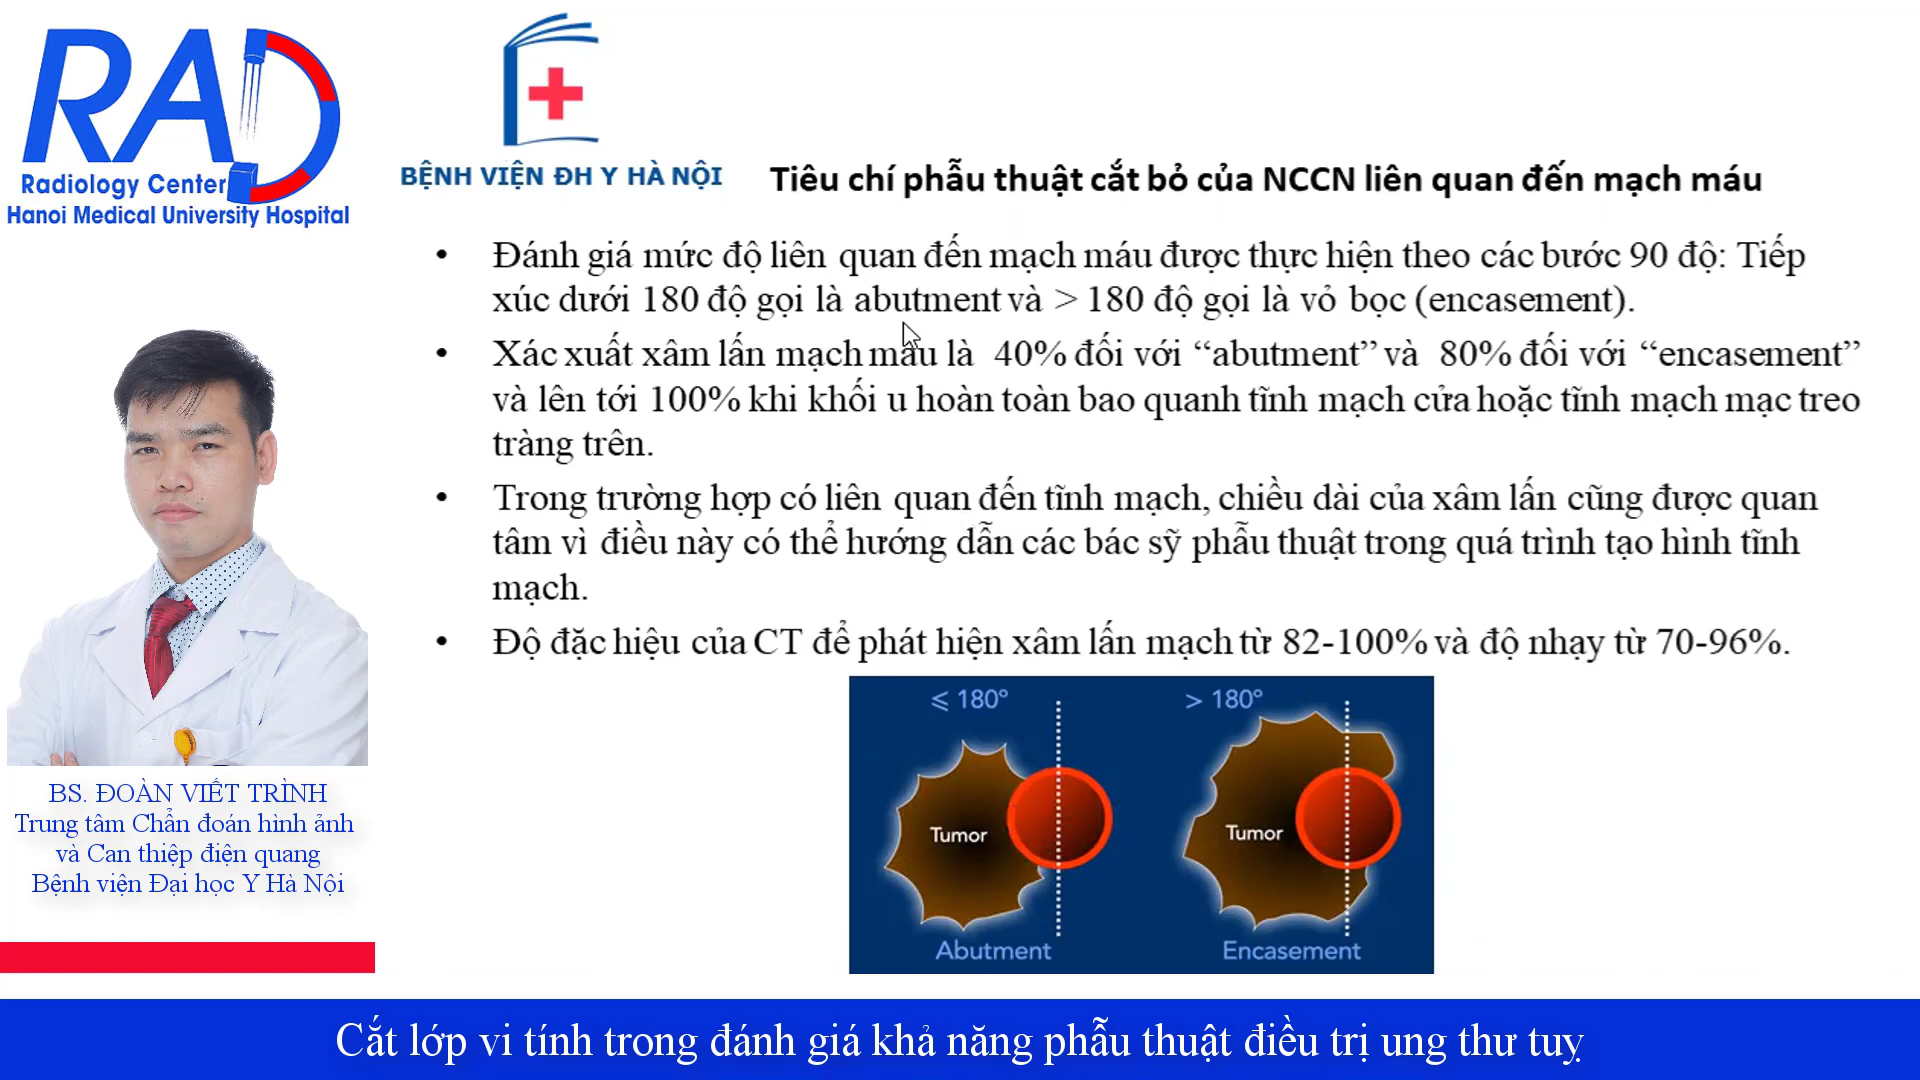 RAD
Radiology Center
Hanoi Medical University Hospital
BỆNH VIỆN ĐH Y HÀ NỘI
Tiêu chí phẫu thuật cắt bỏ của NCCN liên quan đến mạch máu
• Đánh giá mức độ liên quan đến mạch máu được thực hiện theo các bước 90 độ: Tiếp
xúc dưới 180 độ gọi là abutment và > 180 độ gọi là vỏ bọc (encasement).
• Xác xuất xâm lấn mạch máu là 40% đối với “abutment” và 80% đối với “encasement”
và lên tới 100% khi khối u hoàn toàn bao quanh tĩnh mạch cửa hoặc tĩnh mạch mạc treo
tràng trên.
• Trong trường hợp có liên quan đến tĩnh mạch, chiều dài của xâm lấn cũng được quan
tâm vì điều này có thể hướng dẫn các bác sỹ phẫu thuật trong quá trình tạo hình tĩnh
mạch.
• Độ đặc hiệu của CT để phát hiện xâm lấn mạch từ 82-100% và độ nhạy từ 70-96%.
⩽ 180°
> 180°
Tumor
Tumor
Abutment
Encasement
BS. ĐOÀN VIẾT TRÌNH
Trung tâm Chẩn đoán hình ảnh
và Can thiệp điện quang
Bệnh viện Đại học Y Hà Nội
Cắt lớp vi tính trong đánh giá khả năng phẫu thuật điều trị ung thư tuỵ